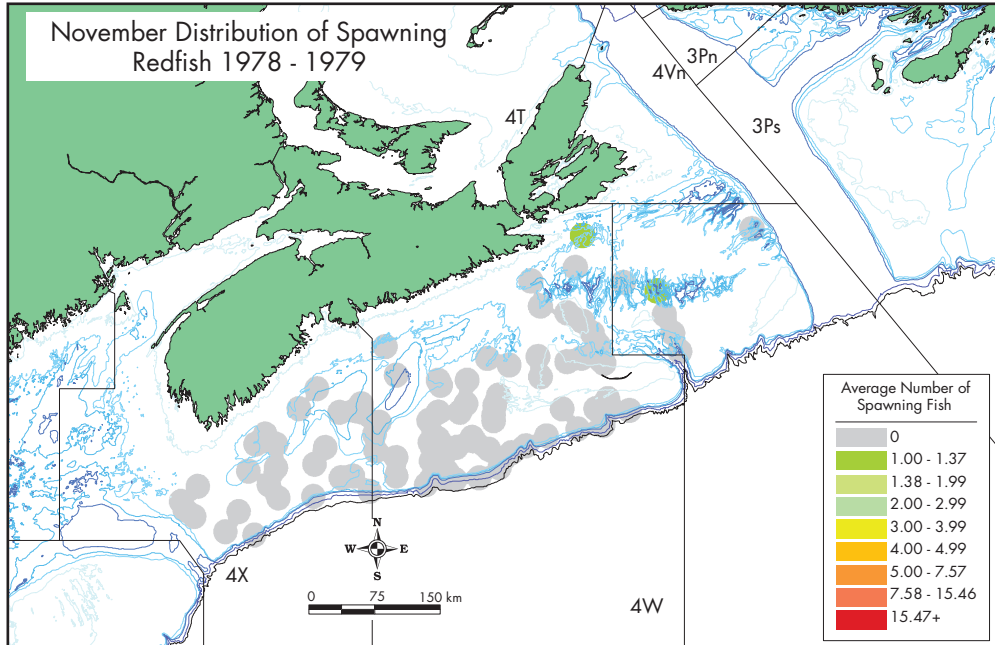 November Distribution of Spawning
Redfish 1978 - 1979
3Pn
4Vn
4T
3Ps
Average Number of
Spawning Fish
0
1.00 - 1.37
1.38 - 1.99
2.00 - 2.99
3.00 - 3.99
4.00 - 4.99
5.00 - 7.57
7.58 - 15.46
15.47+
N
W E
S
4X
0 75 150 km
4W